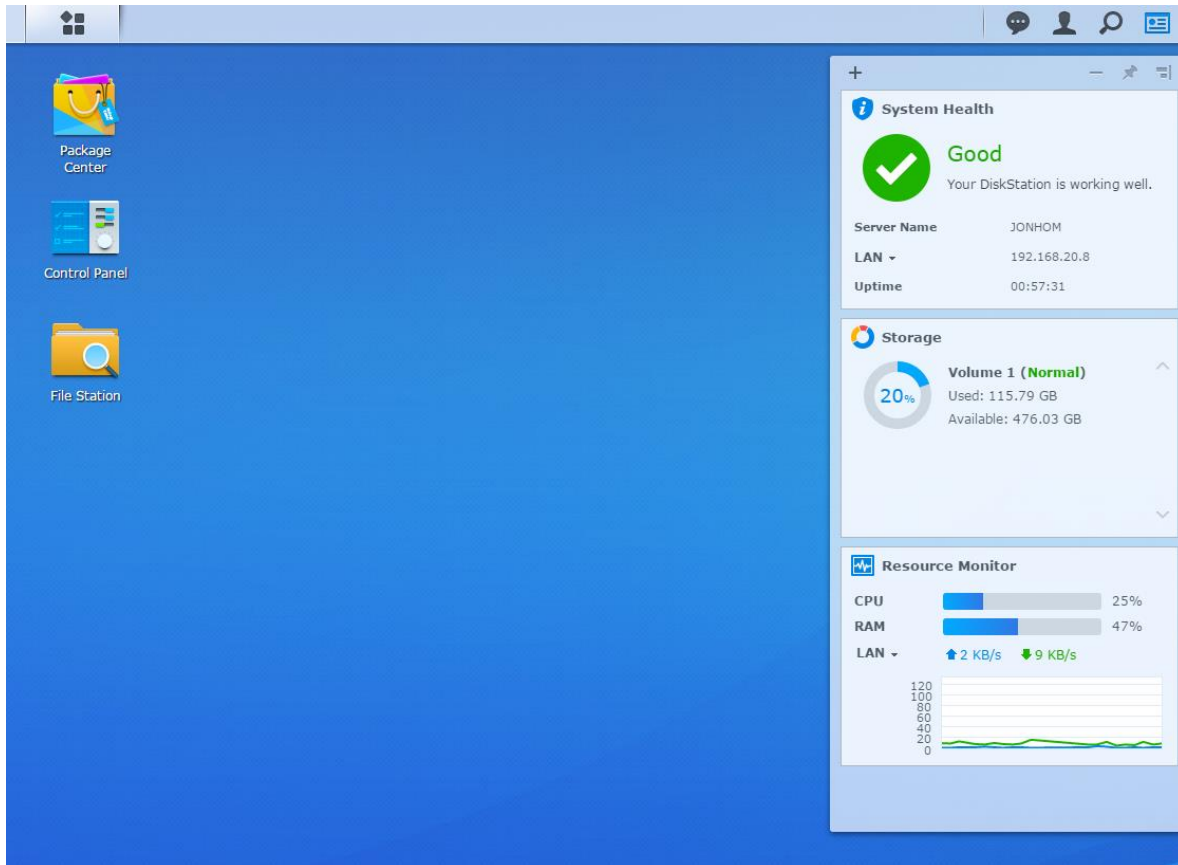 Package
Center
Control Panel
File Station
System Health
Good
Your DiskStation is working well.
Server Name JONHOM
LAN 192.168.20.8
Uptime 00:57:31
Storage
20%
Volume 1 (Normal)
Used: 115.79 GB
Available: 476.03 GB
Resource Monitor
CPU 25%
RAM 47%
LAN 2 KB/s 9 KB/s
120
100
80
60
40
20
0